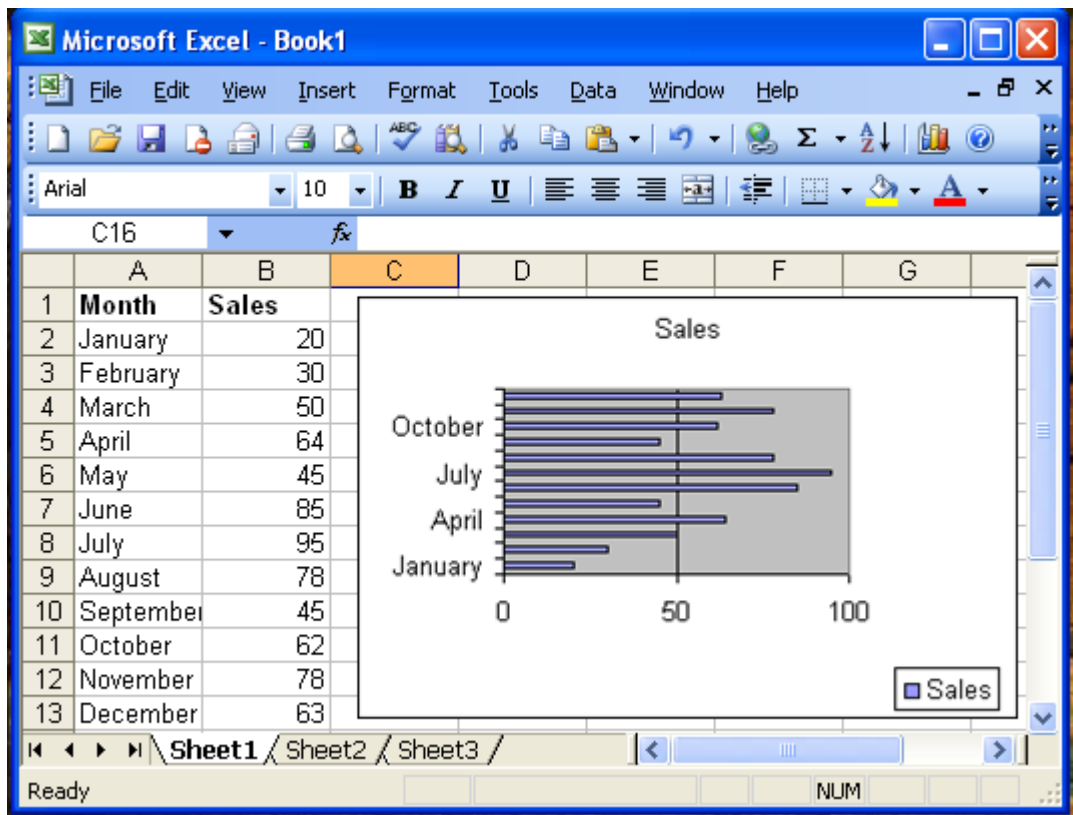 Microsoft Excel - Book1
File Edit View Insert Format Tools Data Window Help
ABC Σ A Z
Arial 10 B I U a A
C16 fx
A B C D E F G
1 Month Sales
2 January 20
3 February 30
4 March 50
5 April 64
6 May 45
7 June 85
8 July 95
9 August 78
10 September 45
11 October 62
12 November 78
13 December 63
Sales
October
July
April
January
0 50 100
Sales
Sheet1 Sheet2 Sheet3
Ready NUM